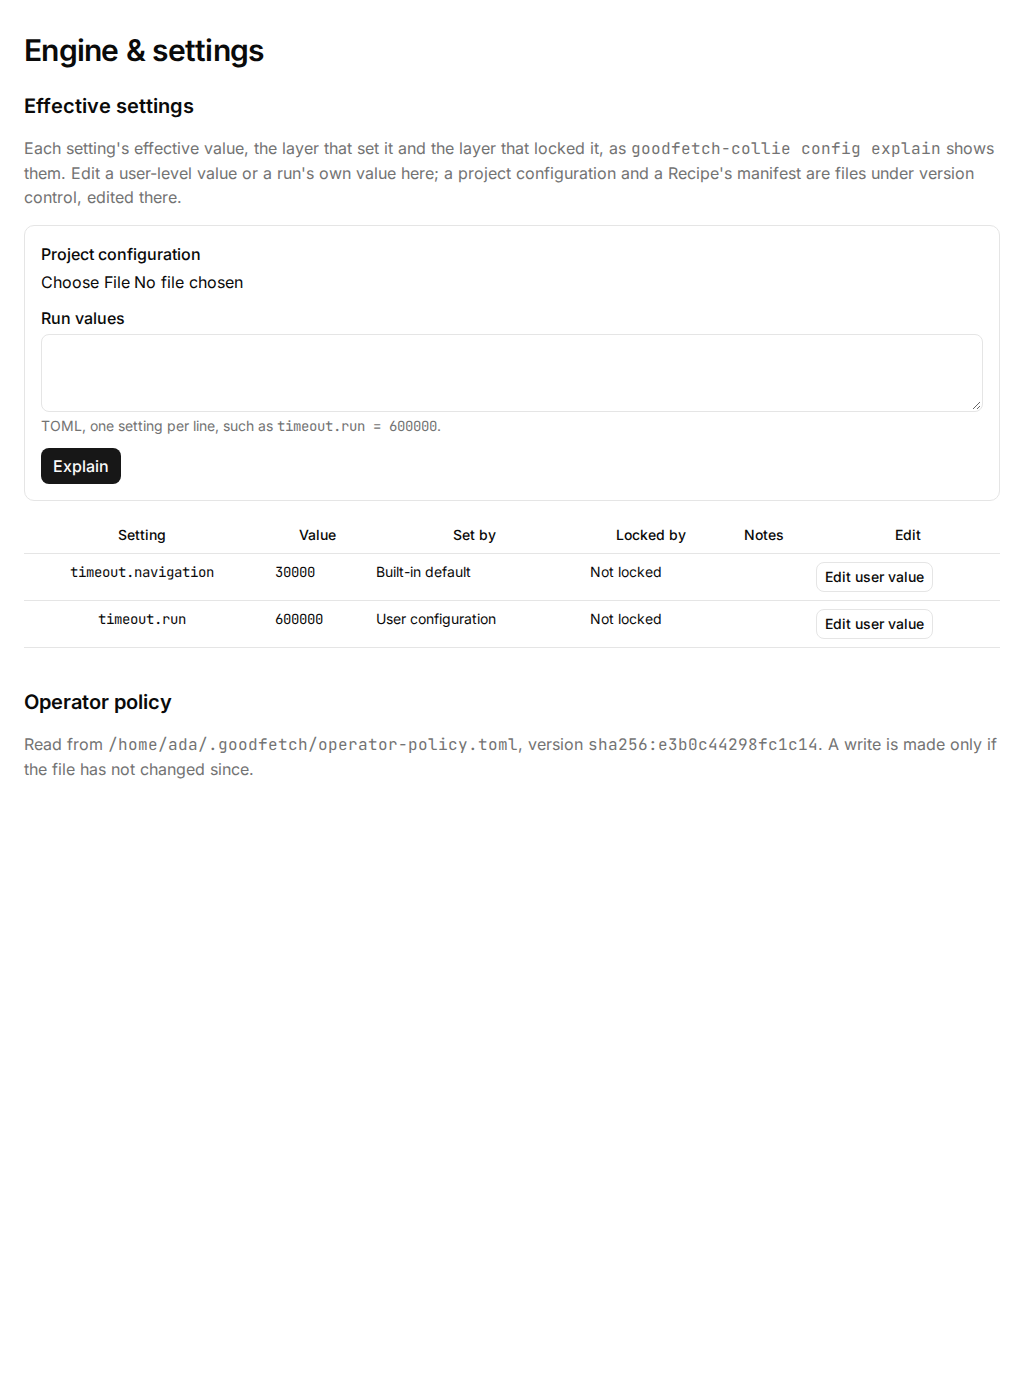 Engine & settings
Effective settings
Each setting's effective value, the layer that set it and the layer that locked it, as goodfetch-collie config explain shows
them. Edit a user-level value or a run's own value here; a project configuration and a Recipe's manifest are files under version
control, edited there.
Project configuration
Choose File No file chosen
Run values
TOML, one setting per line, such as timeout.run = 600000.
Explain
Setting Value Set by Locked by Notes Edit
timeout.navigation 30000 Built-in default Not locked Edit user value
timeout.run 600000 User configuration Not locked Edit user value
Operator policy
Read from /home/ada/.goodfetch/operator-policy.toml, version sha256:e3b0c44298fc1c14. A write is made only if
the file has not changed since.